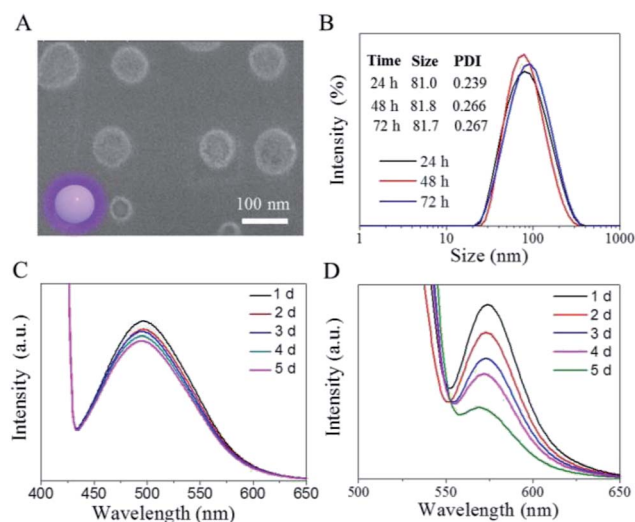 A
100 nm
B
Intensity (%)
Time Size PDI
24 h 81.0 0.239
48 h 81.8 0.266
72 h 81.7 0.267
24 h
48 h
72 h
1 10 100 1000
Size (nm)
C
Intensity (a.u.)
1 d
2 d
3 d
4 d
5 d
400 450 500 550 600 650
Wavelength (nm)
D
Intensity (a.u.)
1 d
2 d
3 d
4 d
5 d
500 550 600 650
Wavelength (nm)